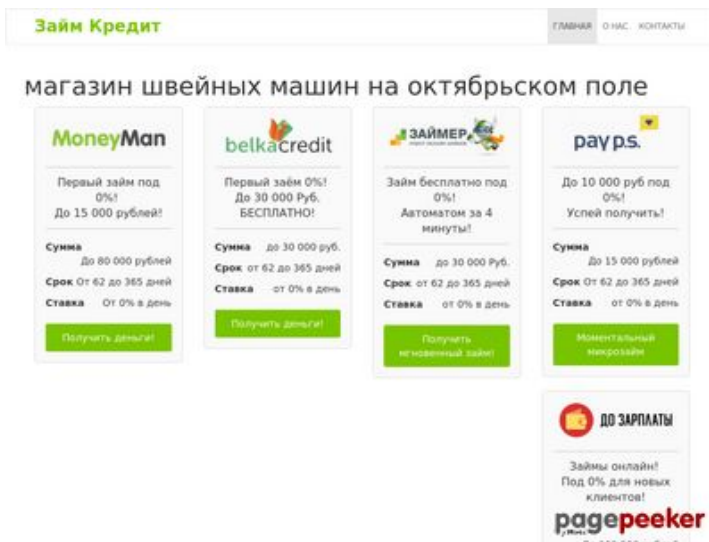 Займ Кредит
ГЛАВНАЯ О НАС КОНТАКТЫ
магазин швейных машин на октябрьском поле
MoneyMan
Первый займ под
0%!
До 15 000 рублей!
Сумма
До 80 000 рублей
Срок От 62 до 365 дней
Ставка От 0% в день
Получить деньги!
belkacredit
Первый заём 0%!
До 30 000 Руб.
БЕСПЛАТНО!
Сумма до 30 000 руб.
Срок от 62 до 365 дней
Ставка от 0% в день
Получить деньги!
ЗАЙМЕР
Займ бесплатно под
0%!
Автоматом за 4
минуты!
Сумма до 30 000 Руб.
Срок от 62 до 365 дней
Ставка от 0% в день
Получить
мгновенный займ!
pay p.s.
До 10 000 руб под
0%!
Успей получить!
Сумма
До 15 000 рублей
Срок От 62 до 365 дней
Ставка от 0% в день
Моментальный
микрозайм
ДО ЗАРПЛАТЫ
Займы онлайн!
Под 0% для новых
клиентов!
pagepeeker